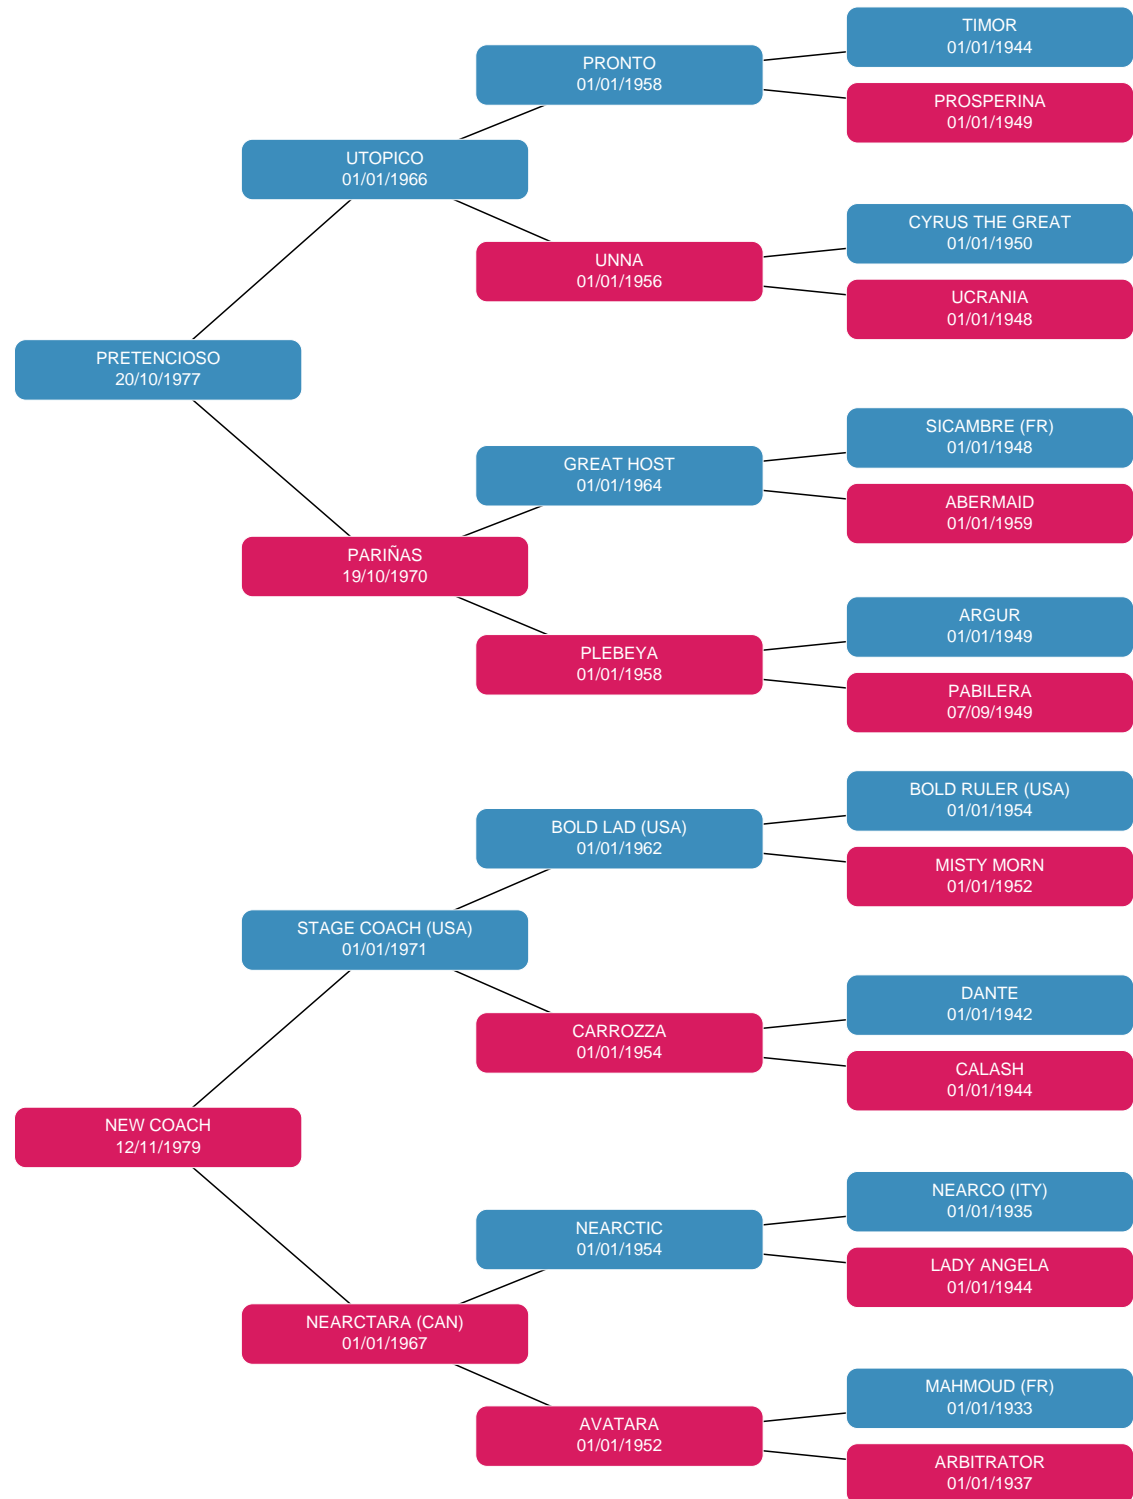 TIMOR
01/01/1944
PRONTO
01/01/1958
PROSPERINA
01/01/1949
UTOPICO
01/01/1966
CYRUS THE GREAT
01/01/1950
UNNA
01/01/1956
UCRANIA
01/01/1948
PRETENCIOSO
20/10/1977
SICAMBRE (FR)
01/01/1948
GREAT HOST
01/01/1964
ABERMAID
01/01/1959
PARIÑAS
19/10/1970
ARGUR
01/01/1949
PLEBEYA
01/01/1958
PABILERA
07/09/1949
BOLD RULER (USA)
01/01/1954
BOLD LAD (USA)
01/01/1962
MISTY MORN
01/01/1952
STAGE COACH (USA)
01/01/1971
DANTE
01/01/1942
CARROZZA
01/01/1954
CALASH
01/01/1944
NEW COACH
12/11/1979
NEARCO (ITY)
01/01/1935
NEARCTIC
01/01/1954
LADY ANGELA
01/01/1944
NEARCTARA (CAN)
01/01/1967
MAHMOUD (FR)
01/01/1933
AVATARA
01/01/1952
ARBITRATOR
01/01/1937